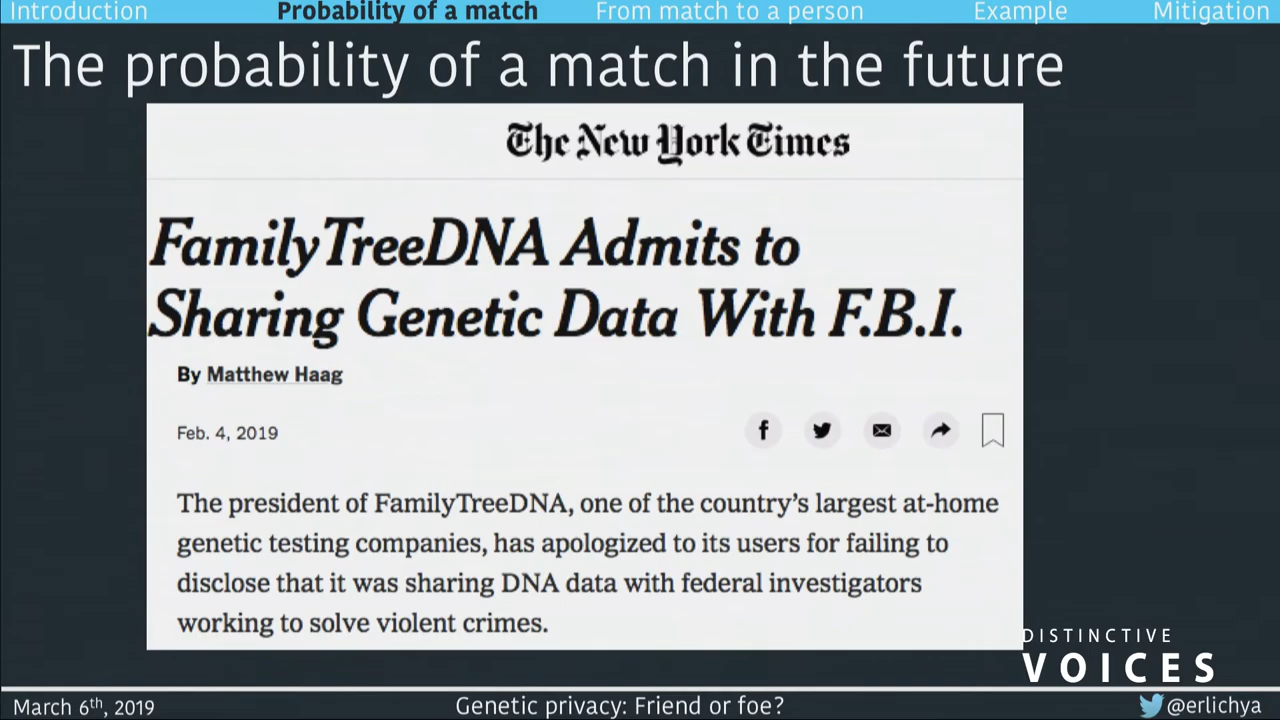 Introduction Probability of a match From match to a person Example Mitigation
The probability of a match in the future
The New York Times
FamilyTreeDNA Admits to
Sharing Genetic Data With F.B.I.
By Matthew Haag
Feb. 4, 2019
The president of FamilyTreeDNA, one of the country’s largest at-home
genetic testing companies, has apologized to its users for failing to
disclose that it was sharing DNA data with federal investigators
working to solve violent crimes.
DISTINCTIVE
VOICES
March 6th, 2019 Genetic privacy: Friend or foe? @erlichya